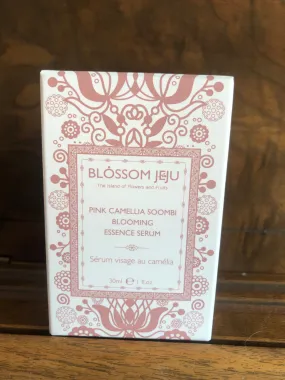 BLOSSOM JEJU
The Island of Flowers and Fruits
PINK CAMELLIA SOOMBI
BLOOMING
ESSENCE SERUM
Sérum visage au camélia
30ml ℮ 1 fl.oz.